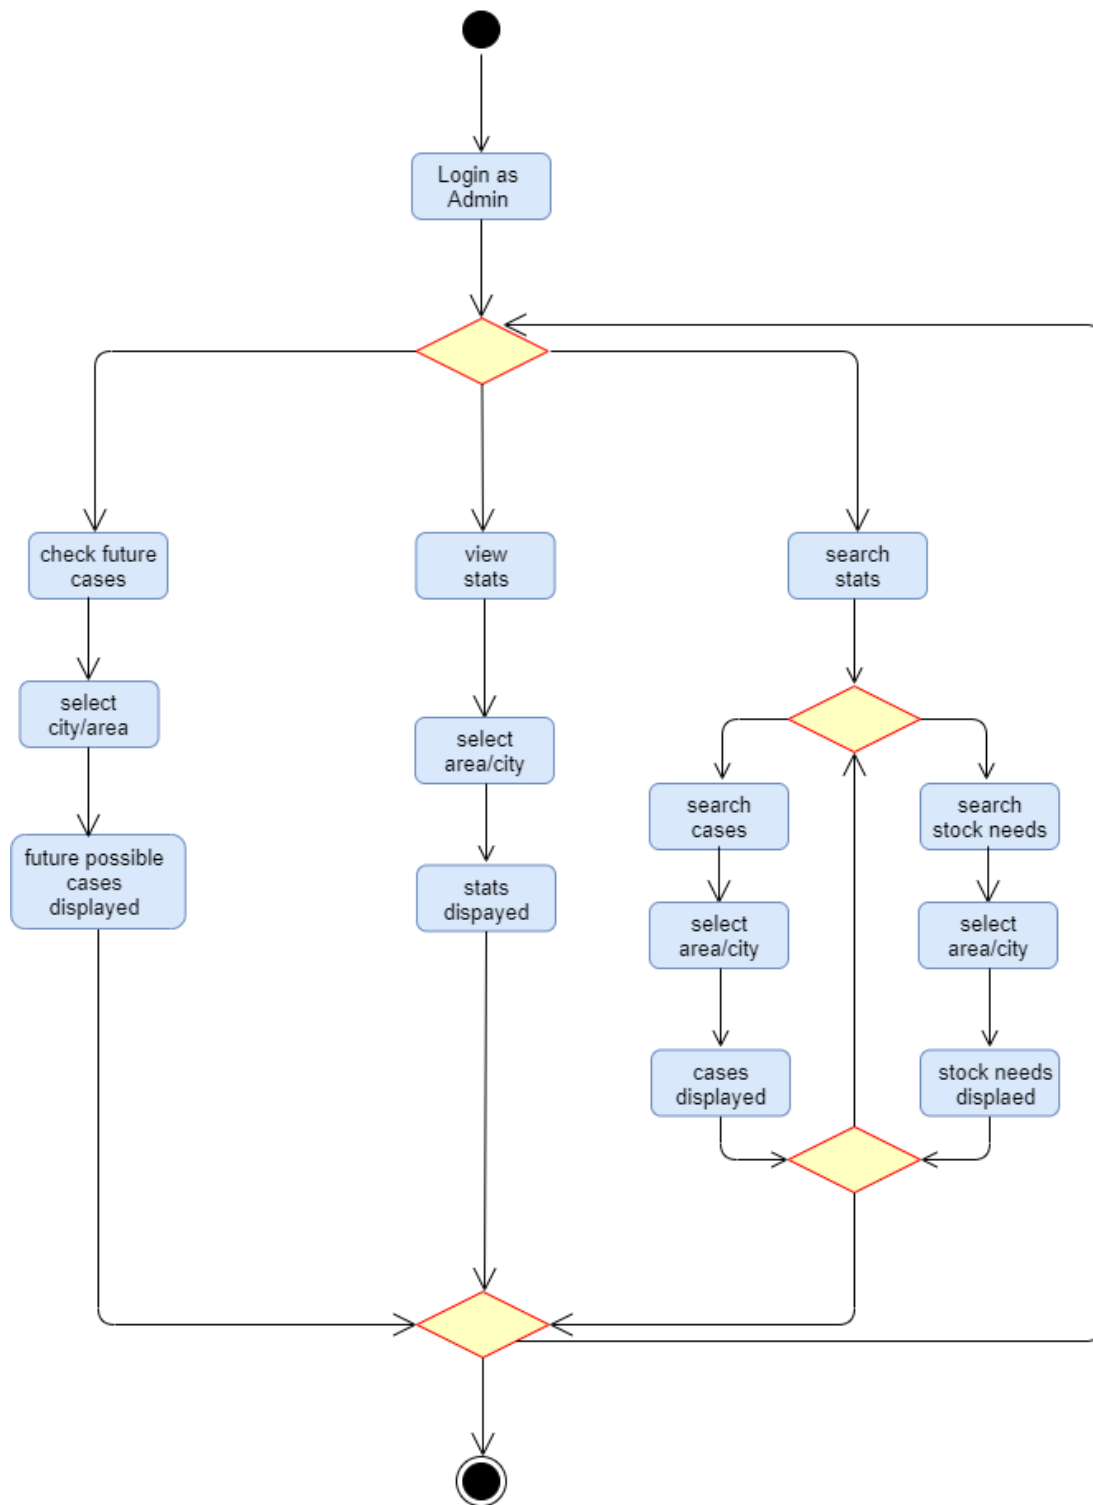 Login as
Admin
check future
cases
view
stats
search
stats
select
city/area
select
area/city
search
cases
search
stock needs
future possible
cases
displayed
stats
dispayed
select
area/city
select
area/city
cases
displayed
stock needs
displaed